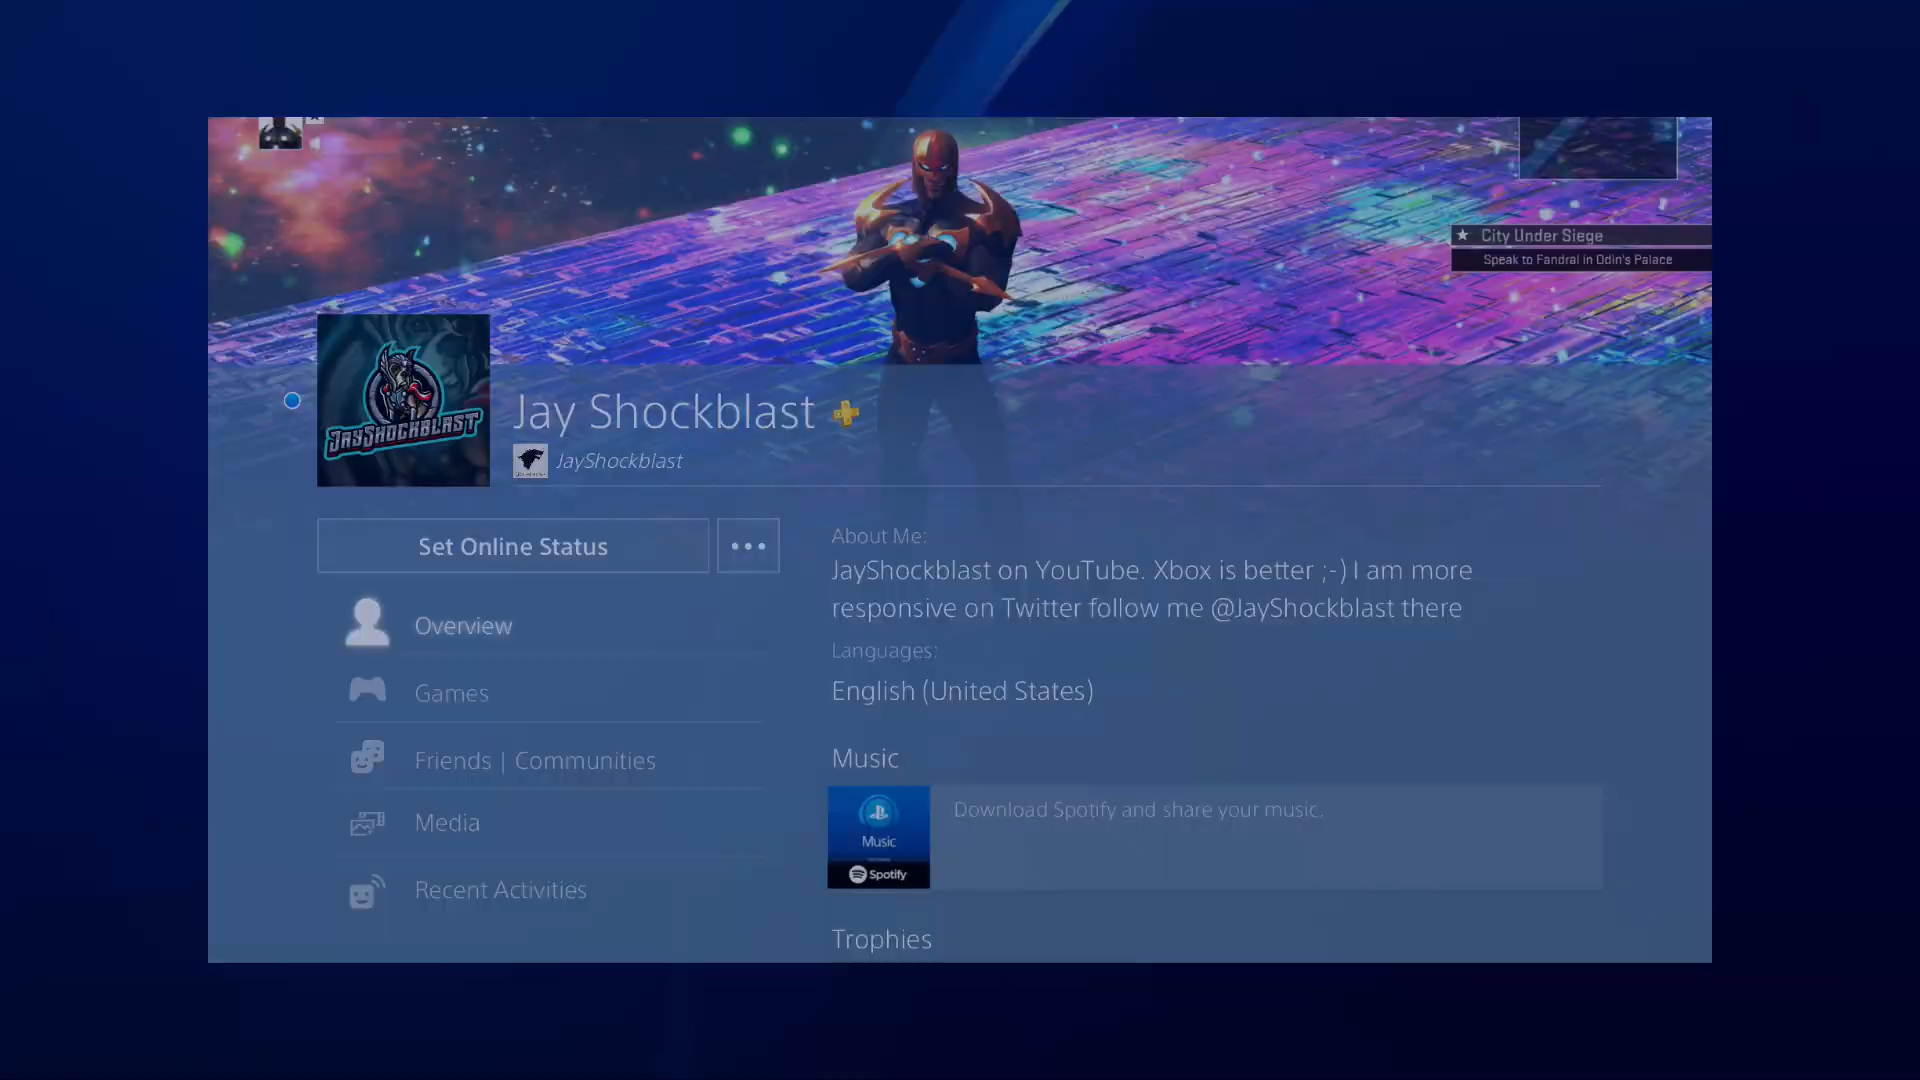 City Under Siege
Speak to Fandral in Odin's Palace
JAYSHOCKBLAST
Jay Shockblast
JayShockblast
Set Online Status
Overview
Games
Friends | Communities
Media
Recent Activities
About Me:
JayShockblast on YouTube. Xbox is better ;-) I am more
responsive on Twitter follow me @JayShockblast there
Languages:
English (United States)
Music
Music
Spotify
Download Spotify and share your music.
Trophies